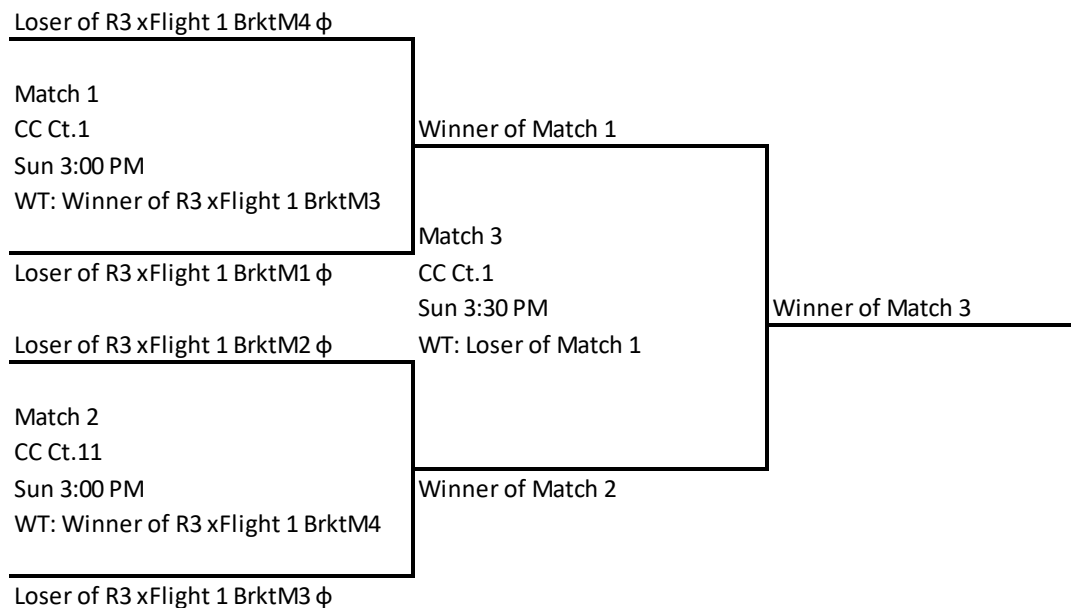 Loser of R3 xFlight 1 BrktM4 ϕ
Match 1
CC Ct.1
Sun 3:00 PM
WT: Winner of R3 xFlight 1 BrktM3
Loser of R3 xFlight 1 BrktM1 ϕ
Winner of Match 1
Match 3
CC Ct.1
Sun 3:30 PM
WT: Loser of Match 1
Winner of Match 3
Loser of R3 xFlight 1 BrktM2 ϕ
Match 2
CC Ct.11
Sun 3:00 PM
WT: Winner of R3 xFlight 1 BrktM4
Winner of Match 2
Loser of R3 xFlight 1 BrktM3 ϕ